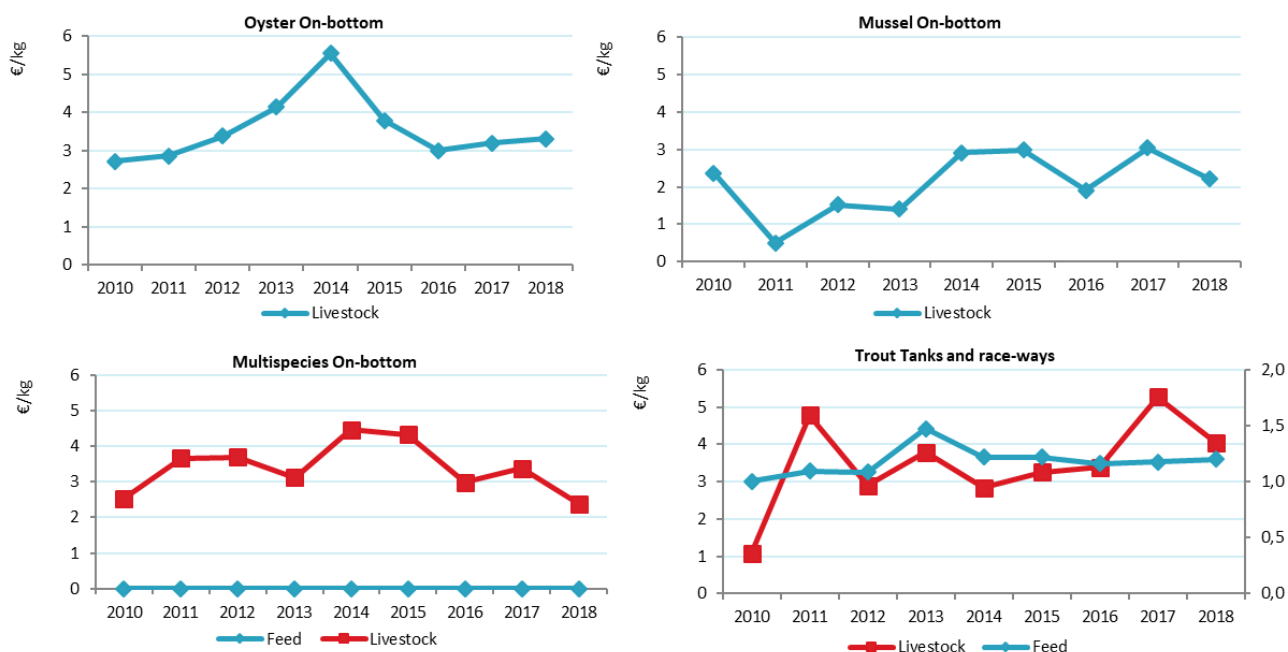 Oyster On-bottom
€/kg
6
5
4
3
2
1
0
2010 2011 2012 2013 2014 2015 2016 2017 2018
Livestock
Mussel On-bottom
€/kg
6
5
4
3
2
1
0
2010 2011 2012 2013 2014 2015 2016 2017 2018
Livestock
Multispecies On-bottom
€/kg
6
5
4
3
2
1
0
2010 2011 2012 2013 2014 2015 2016 2017 2018
Feed Livestock
Trout Tanks and race-ways
€/kg
6
5
4
3
2
1
0
2,0
1,5
1,0
0,5
0,0
2010 2011 2012 2013 2014 2015 2016 2017 2018
Livestock Feed